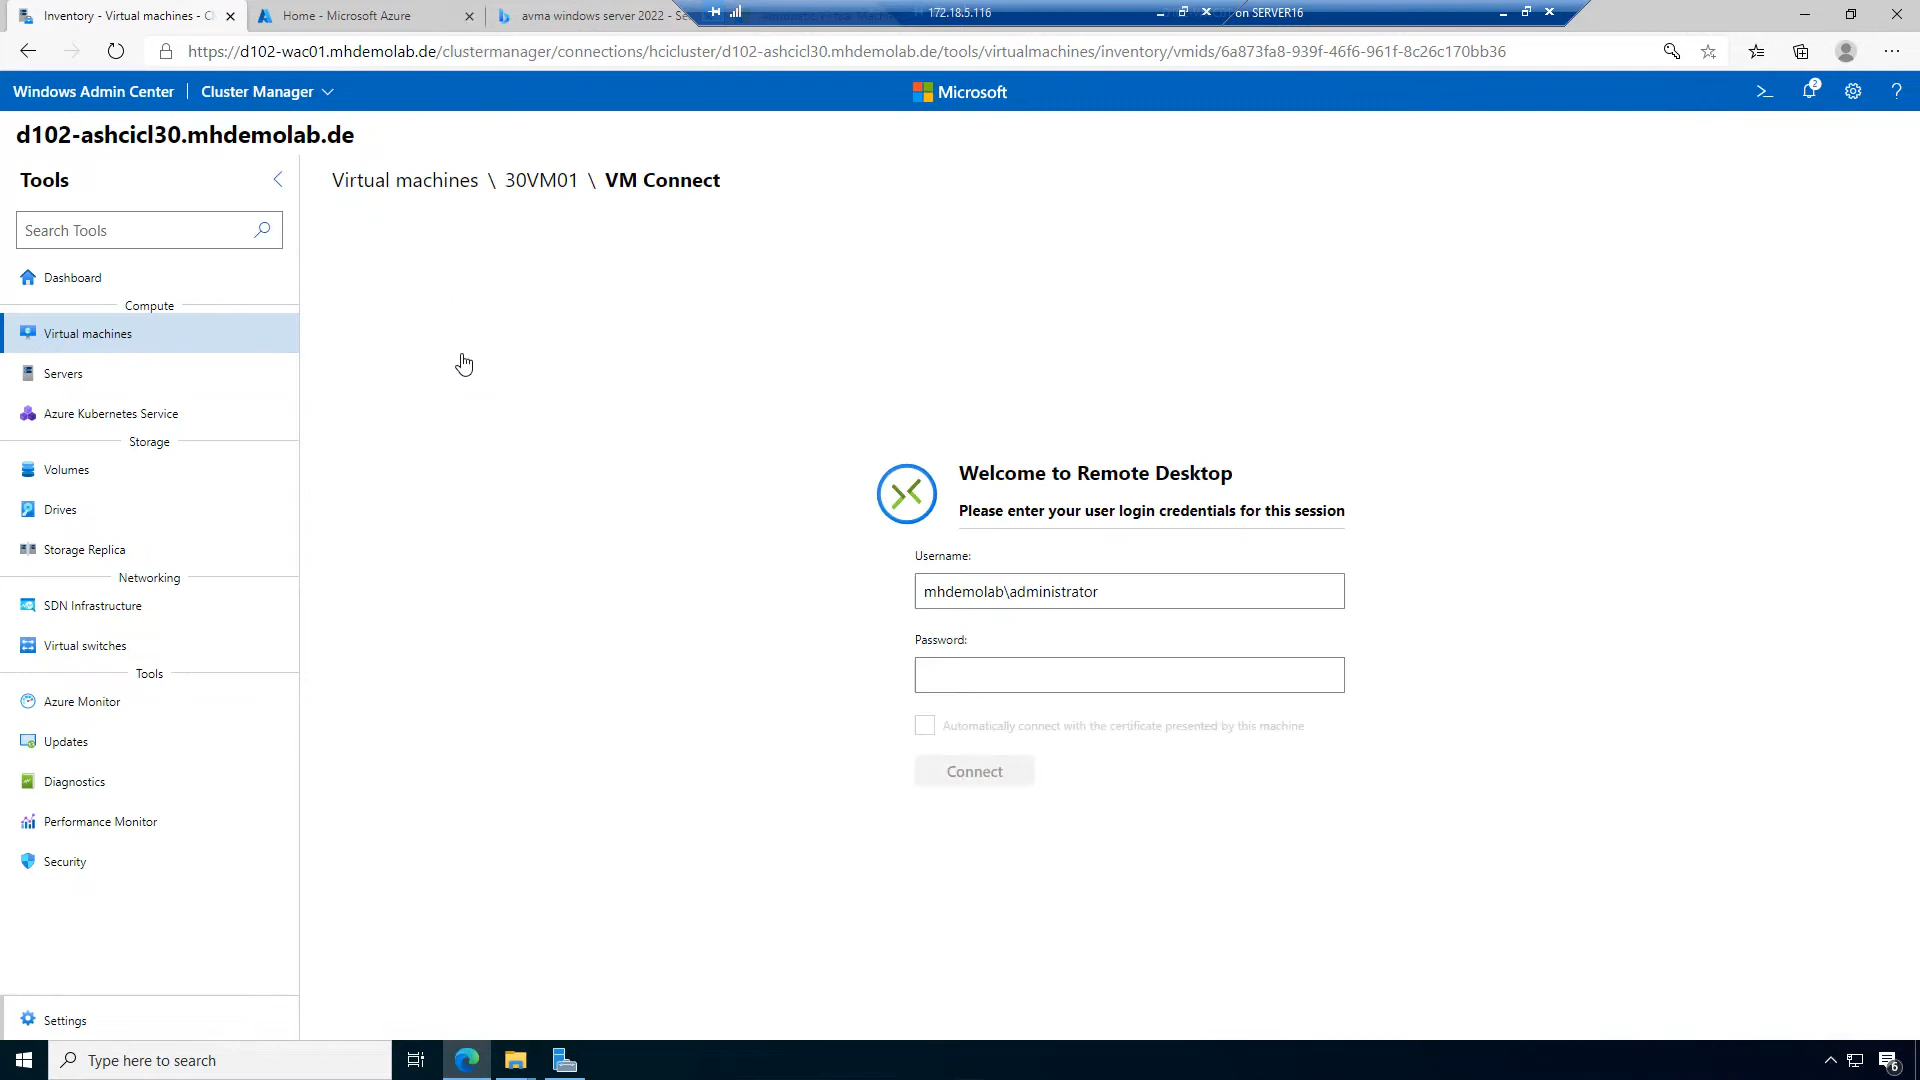 Inventory - Virtual machines - C
Home - Microsoft Azure
avma windows server 2022 - Se
172.18.5.116
on SERVER16
https://d102-wac01.mhdemolab.de/clustermanager/connections/hcicluster/d102-ashcicl30.mhdemolab.de/tools/virtualmachines/inventory/vmids/6a873fa8-939f-46f6-961f-8c26c170bb36
Windows Admin Center
Cluster Manager
Microsoft
2
d102-ashcicl30.mhdemolab.de
Tools
Virtual machines \ 30VM01 \ VM Connect
Search Tools
Dashboard
Compute
Virtual machines
Servers
Azure Kubernetes Service
Storage
Volumes
Drives
Storage Replica
Networking
SDN Infrastructure
Virtual switches
Tools
Azure Monitor
Updates
Diagnostics
Performance Monitor
Security
Settings
Welcome to Remote Desktop
Please enter your user login credentials for this session
Username:
mhdemolab\administrator
Password:
Automatically connect with the certificate presented by this machine
Connect
Type here to search
6